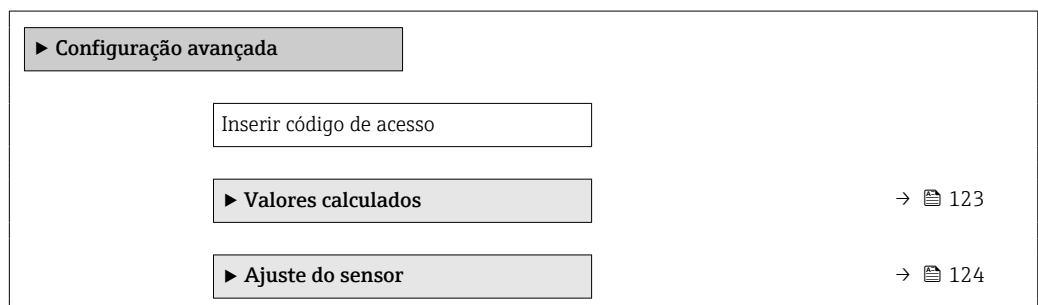 ▶ Configuração avançada
Inserir código de acesso
▶ Valores calculados → 123
▶ Ajuste do sensor → 124